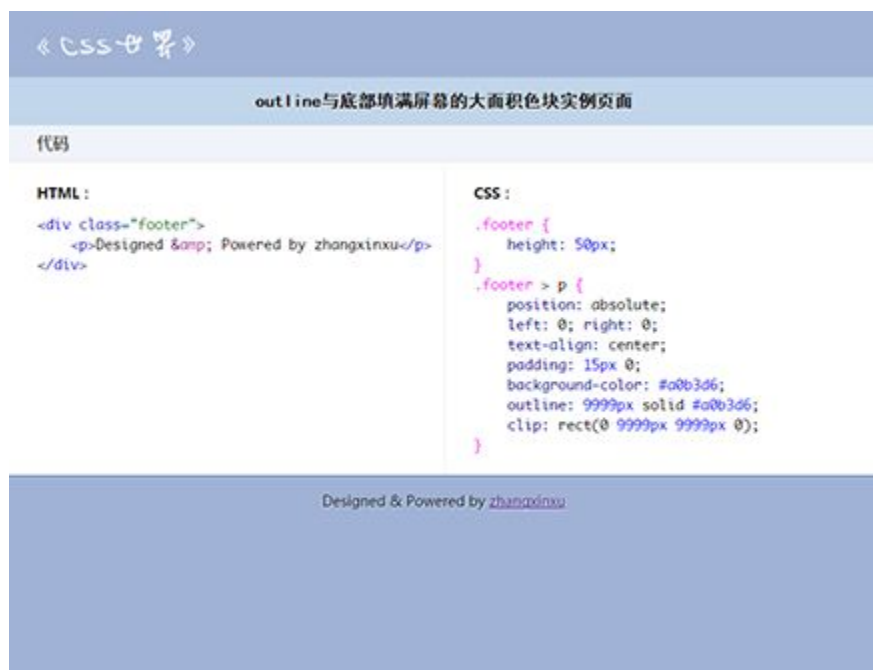 《CSS世界》
outline与底部填满屏幕的大面积色块实例页面
代码
HTML :
<div class="footer">
    <p>Designed &amp; Powered by zhangxinxu</p>
</div>
CSS :
.footer {
    height: 50px;
}
.footer > p {
    position: absolute;
    left: 0; right: 0;
    text-align: center;
    padding: 15px 0;
    background-color: #a0b3d6;
    outline: 9999px solid #a0b3d6;
    clip: rect(0 9999px 9999px 0);
}
Designed & Powered by zhangxinxu